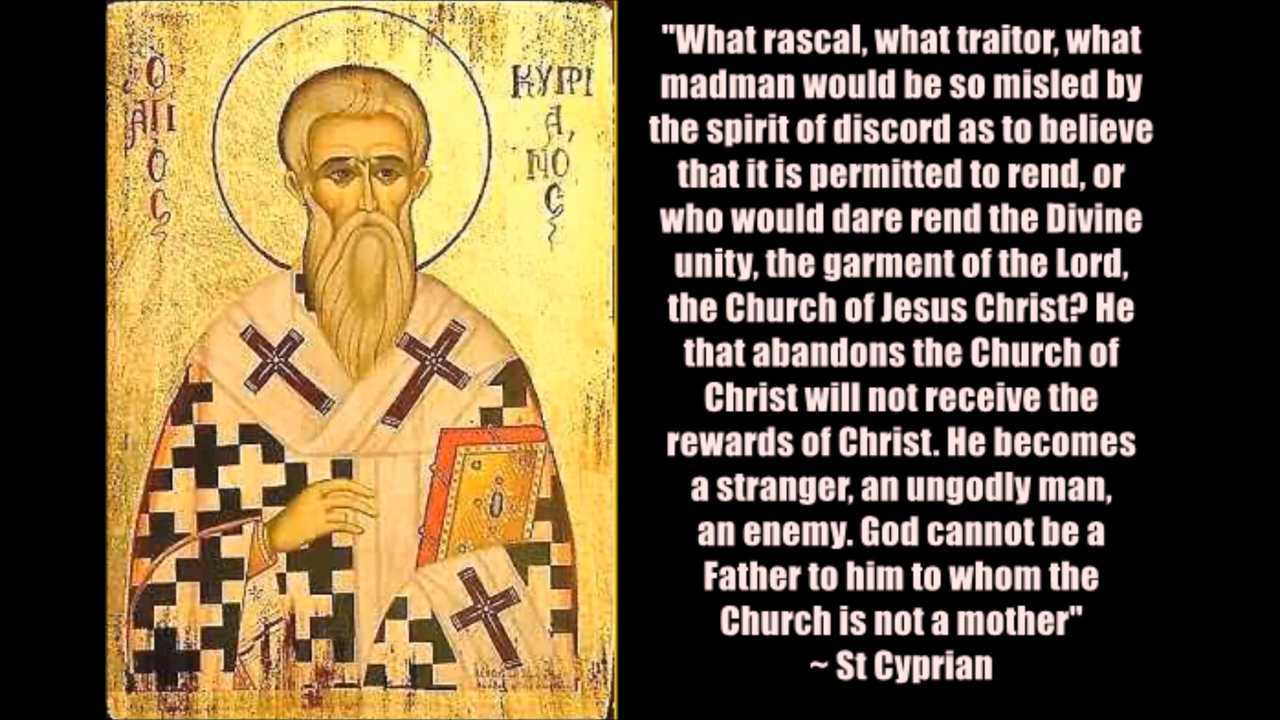 Ο
ΑΓΙ
Ο
Ϲ
ΚΥΠΡΙ
Α,
ΝΟ
Ϲ
"What rascal, what traitor, what
madman would be so misled by
the spirit of discord as to believe
that it is permitted to rend, or
who would dare rend the Divine
unity, the garment of the Lord,
the Church of Jesus Christ? He
that abandons the Church of
Christ will not receive the
rewards of Christ. He becomes
a stranger, an ungodly man,
an enemy. God cannot be a
Father to him to whom the
Church is not a mother"
~ St Cyprian